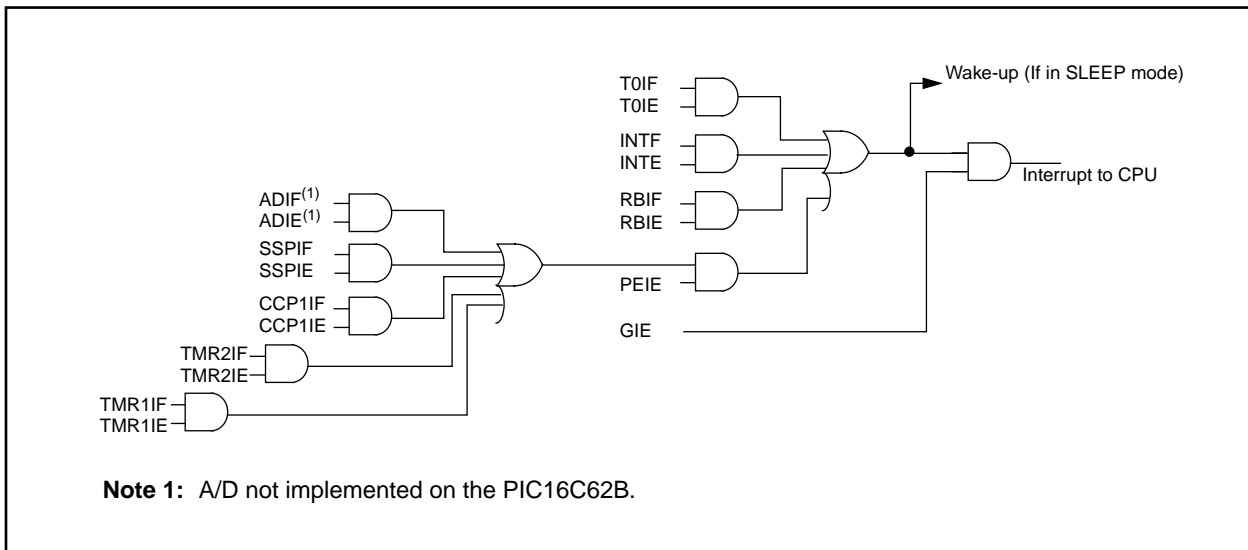 Wake-up (If in SLEEP mode)
T0IF
T0IE
INTF
INTE
Interrupt to CPU
RBIF
RBIE
ADIF(1)
ADIE(1)
SSPIF
SSPIE
PEIE
CCP1IF
CCP1IE
GIE
TMR2IF
TMR2IE
TMR1IF
TMR1IE
Note 1: A/D not implemented on the PIC16C62B.